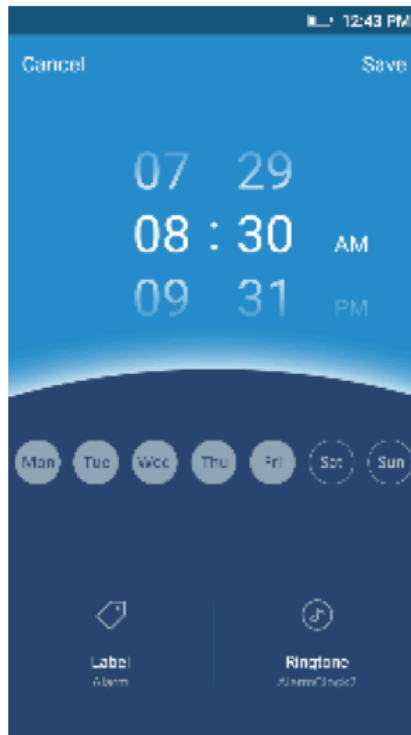 12:43 PM
Cancel Save
07 29
08 : 30 AM
09 31 PM
Mon Tue Wed Thu Fri Sat Sun
Label Ringtone
Alarm AlarmClock2